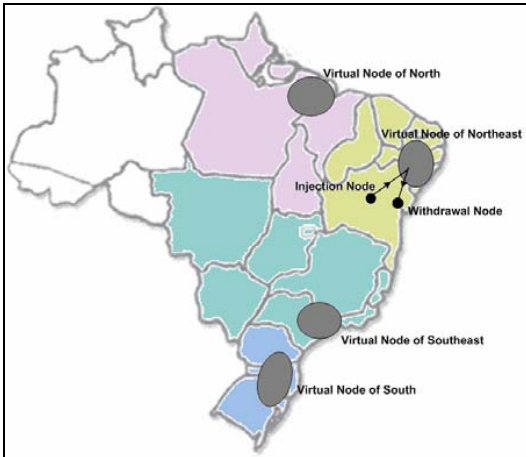 Virtual Node of North
Virtual Node of Northeast
Injection Node
Withdrawal Node
Virtual Node of Southeast
Virtual Node of South